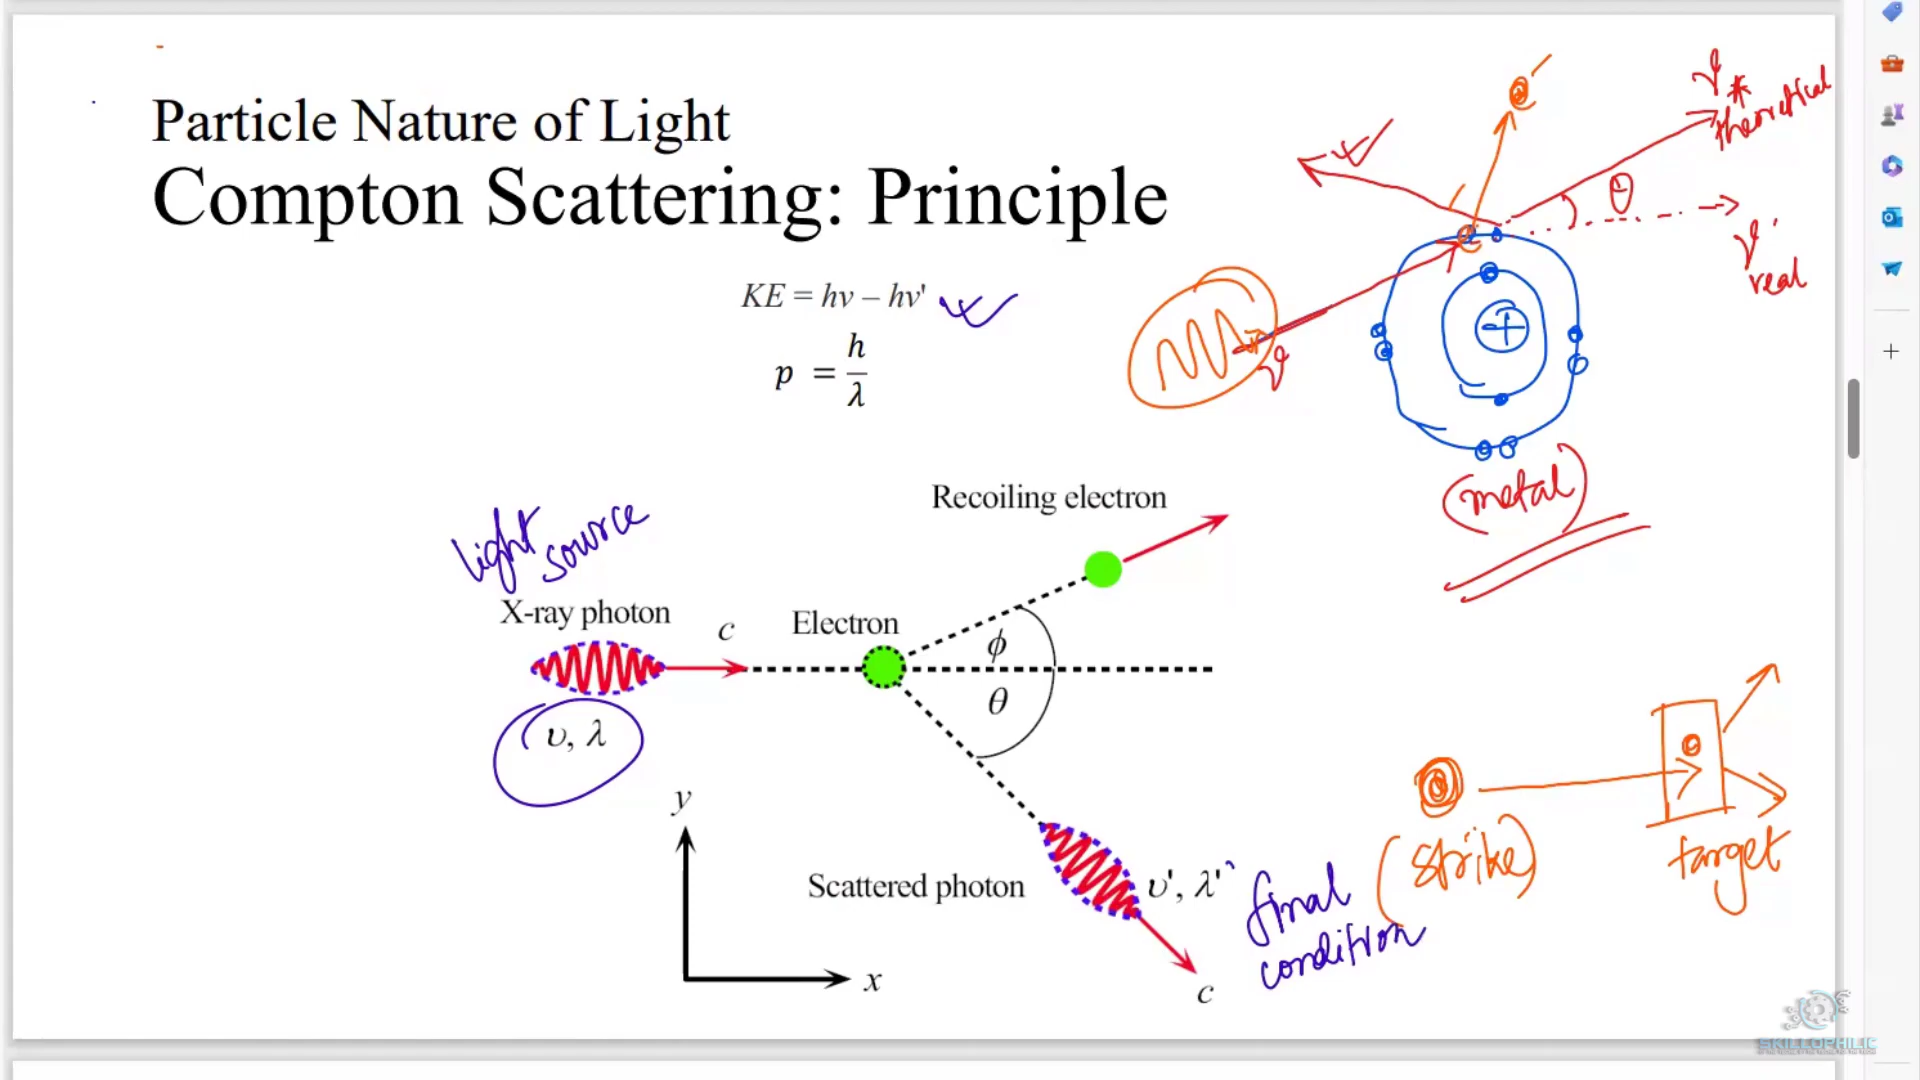 Particle Nature of Light
Compton Scattering: Principle
KE = hν – hν'
p = h/λ
ν
ν
theoretical
θ
ν'
real
(metal)
light source
X-ray photon
c
Electron
Recoiling electron
ϕ
θ
υ, λ
y
x
Scattered photon
υ', λ'
c
final
condition
(strike)
target
SKILLOPHILIC